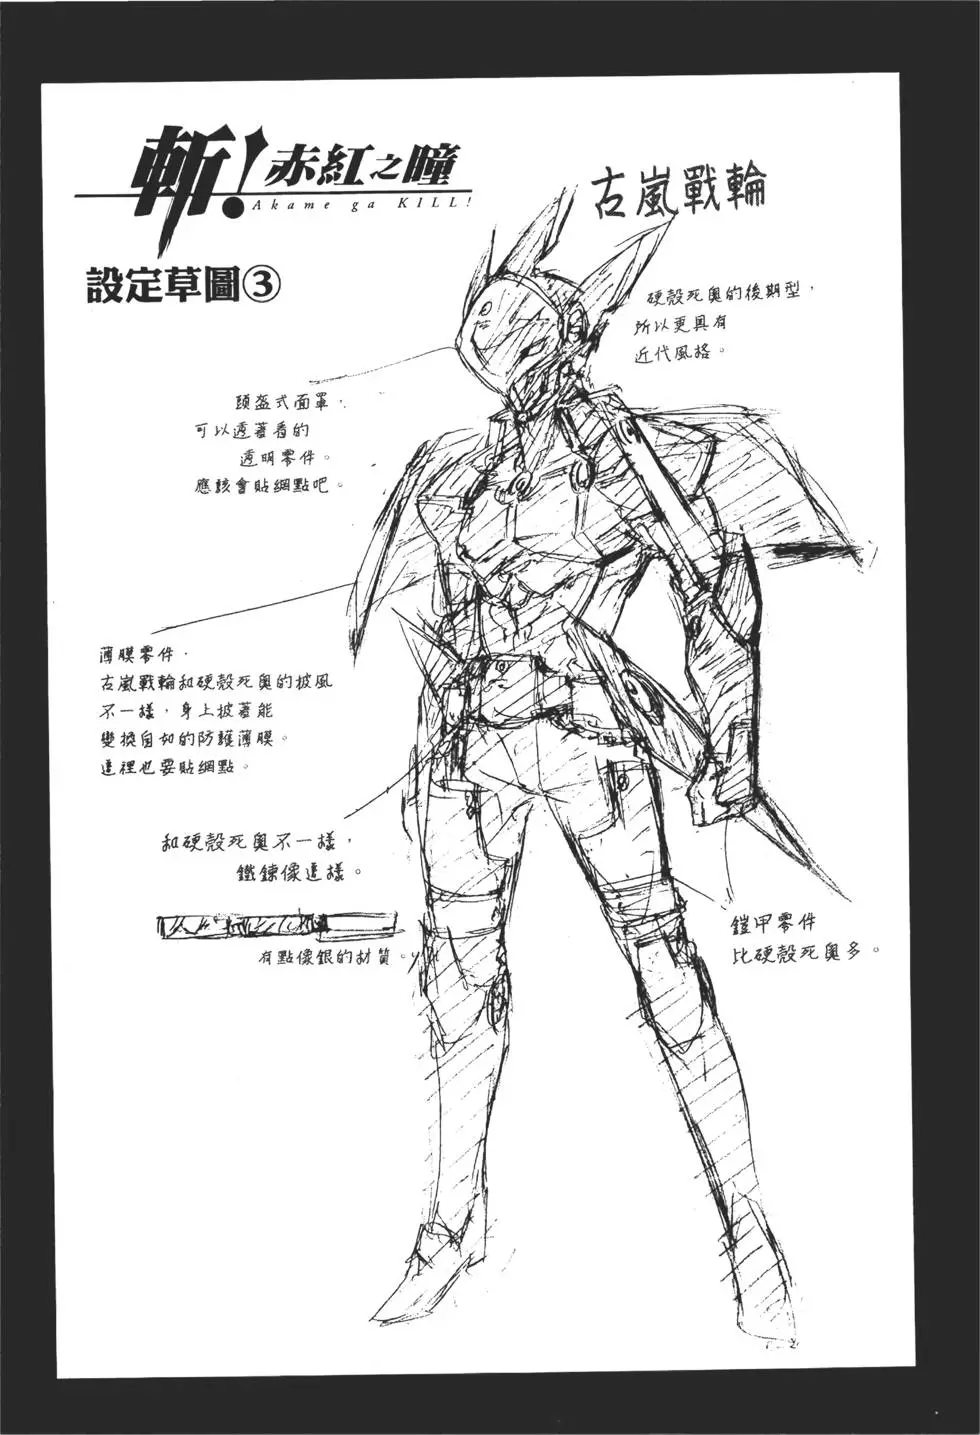 斬!赤紅之瞳
Akame ga KILL!
古嵐戰輪
設定草圖③
硬殼死奧的後期型，
所以更具有
近代風格。
頭盔式面罩，
可以透著看的
透明零件。
應該會貼網點吧。
薄膜零件，
古嵐戰輪和硬殼死奧的披風
不一樣，身上披著能
變換自如的防護薄膜。
這裡也要貼網點。
和硬殼死奧不一樣，
鐵鍊像這樣。
有點像銀的材質。
鎧甲零件
比硬殼死奧多。